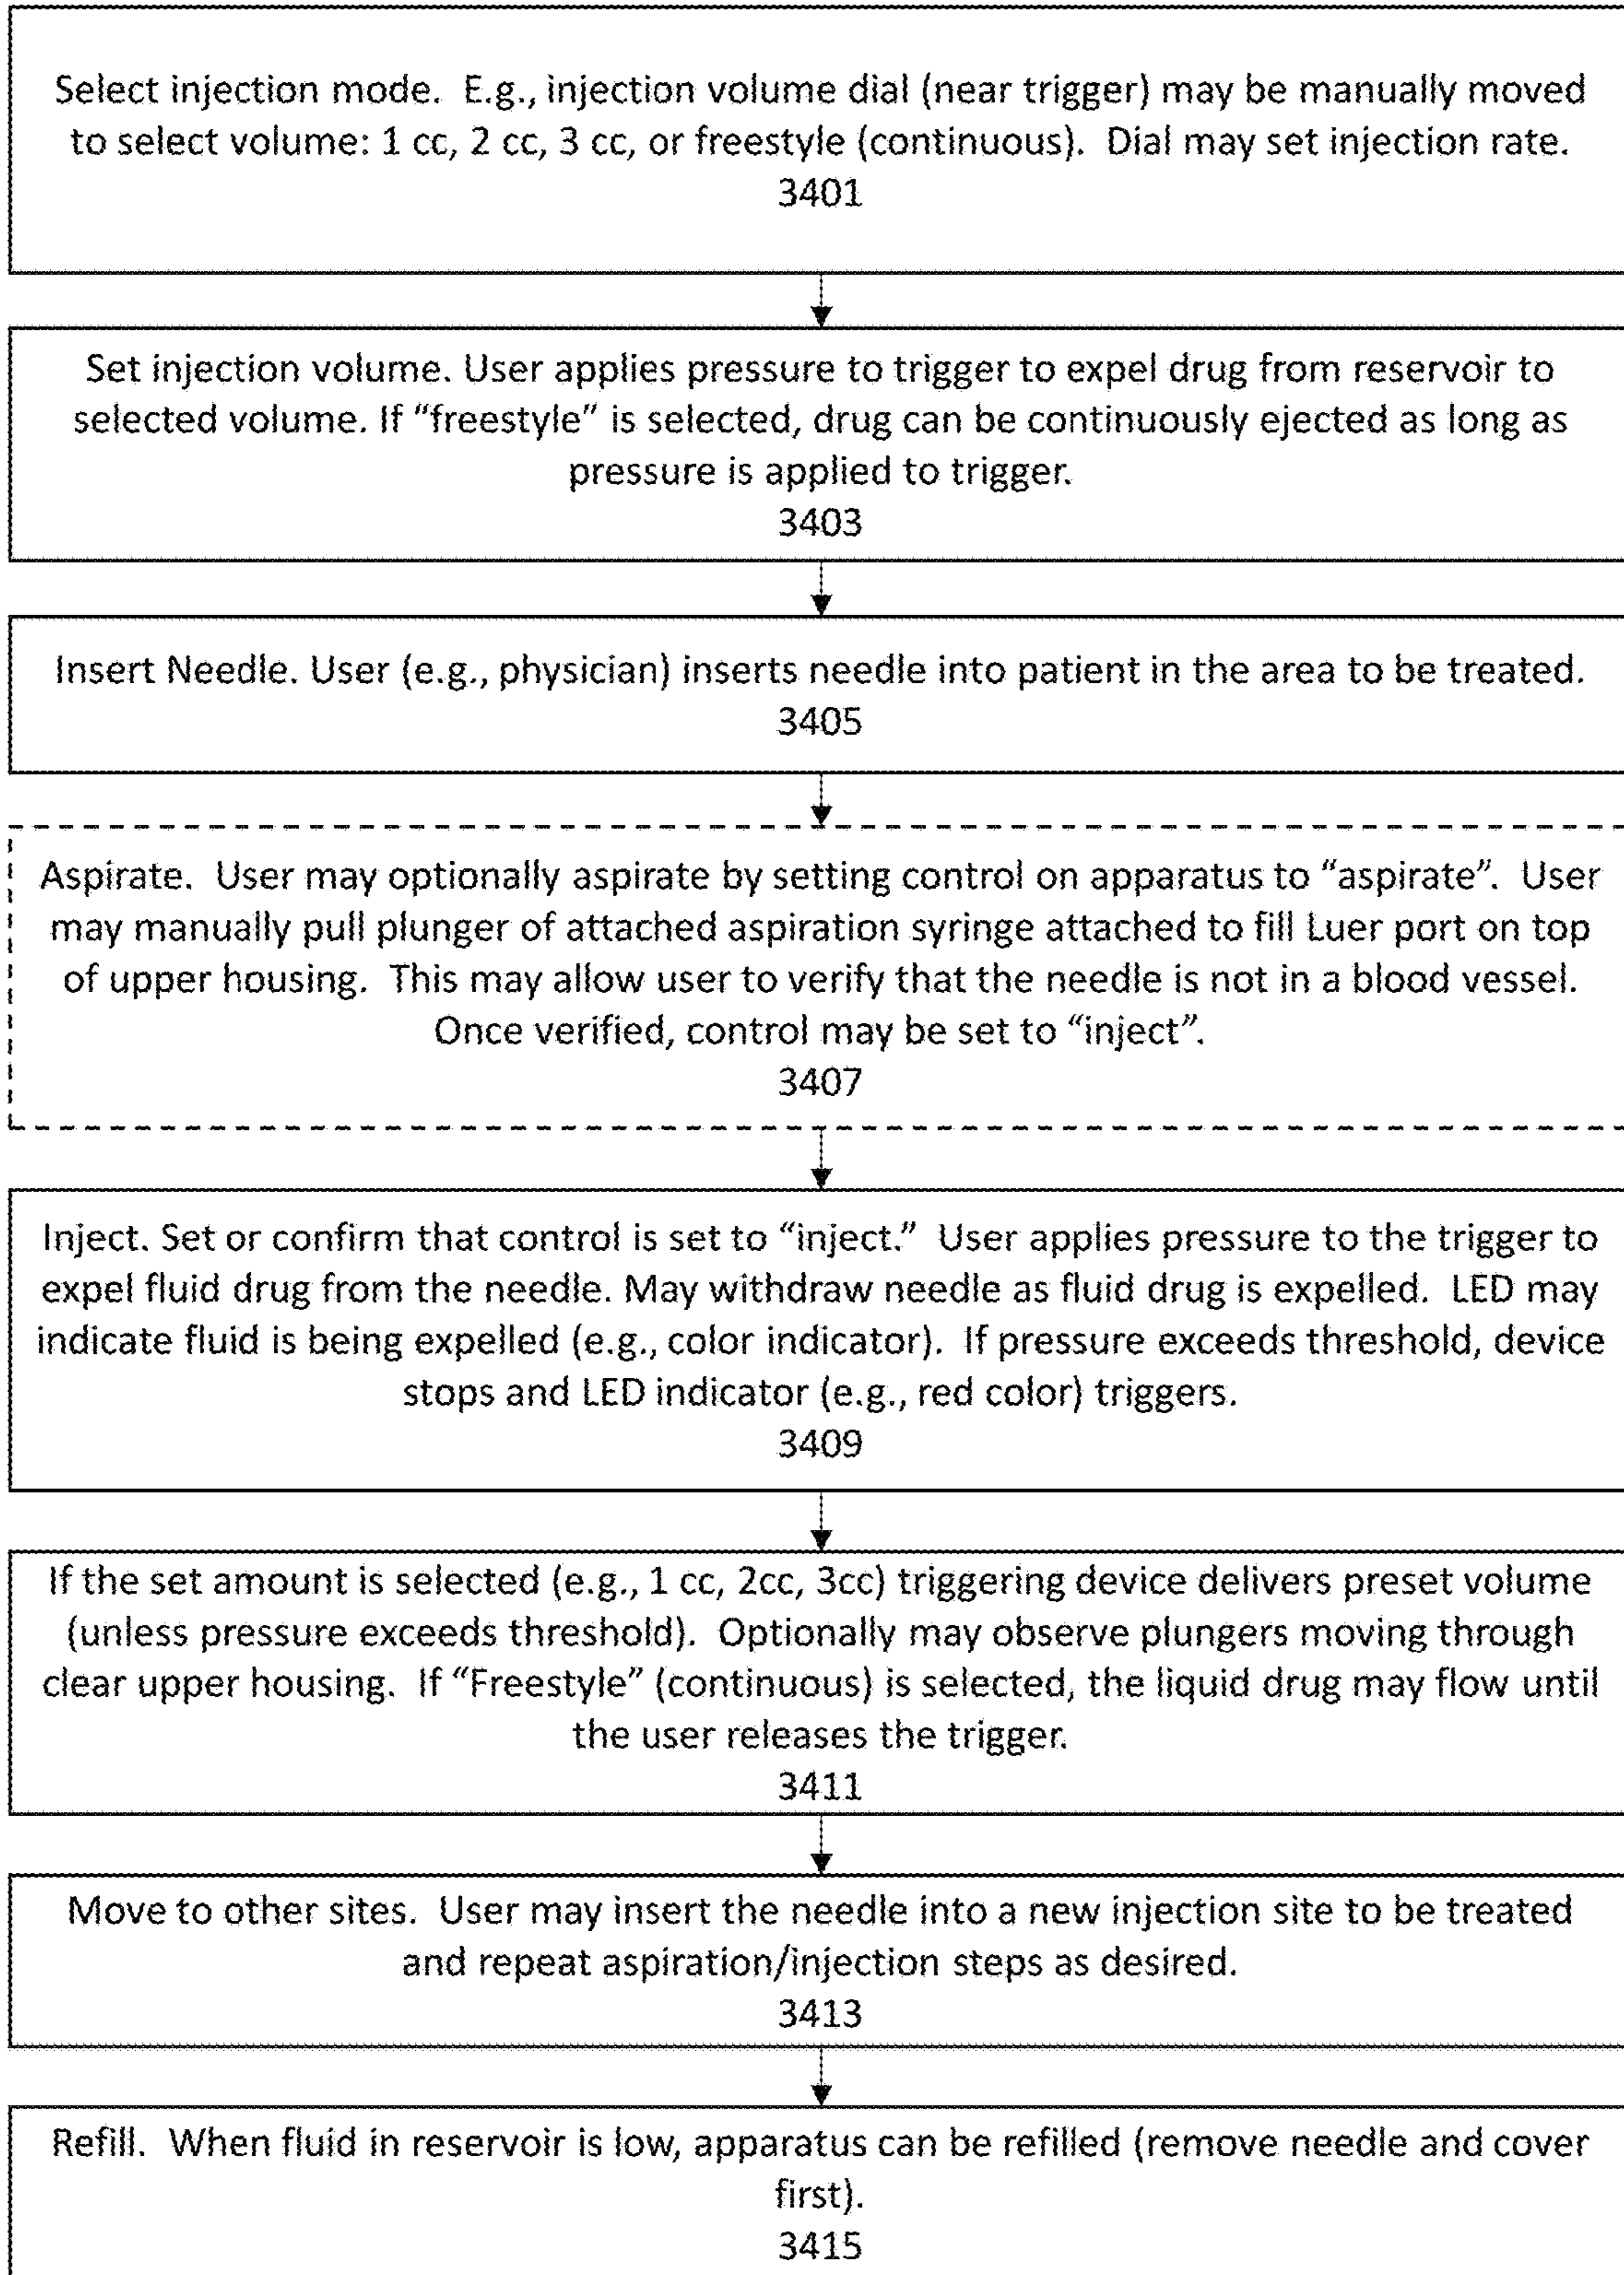 Select injection mode.  E.g., injection volume dial (near trigger) may be manually moved
to select volume: 1 cc, 2 cc, 3 cc, or freestyle (continuous).  Dial may set injection rate.
3401
Set injection volume. User applies pressure to trigger to expel drug from reservoir to
selected volume. If “freestyle” is selected, drug can be continuously ejected as long as
pressure is applied to trigger.
3403
Insert Needle. User (e.g., physician) inserts needle into patient in the area to be treated.
3405
Aspirate.  User may optionally aspirate by setting control on apparatus to “aspirate”.  User
may manually pull plunger of attached aspiration syringe attached to fill Luer port on top
of upper housing.  This may allow user to verify that the needle is not in a blood vessel.
Once verified, control may be set to “inject”.
3407
Inject. Set or confirm that control is set to “inject.”  User applies pressure to the trigger to
expel fluid drug from the needle. May withdraw needle as fluid drug is expelled.  LED may
indicate fluid is being expelled (e.g., color indicator).  If pressure exceeds threshold, device
stops and LED indicator (e.g., red color) triggers.
3409
If the set amount is selected (e.g., 1 cc, 2cc, 3cc) triggering device delivers preset volume
(unless pressure exceeds threshold).  Optionally may observe plungers moving through
clear upper housing.  If “Freestyle” (continuous) is selected, the liquid drug may flow until
the user releases the trigger.
3411
Move to other sites.  User may insert the needle into a new injection site to be treated
and repeat aspiration/injection steps as desired.
3413
Refill.  When fluid in reservoir is low, apparatus can be refilled (remove needle and cover
first).
3415